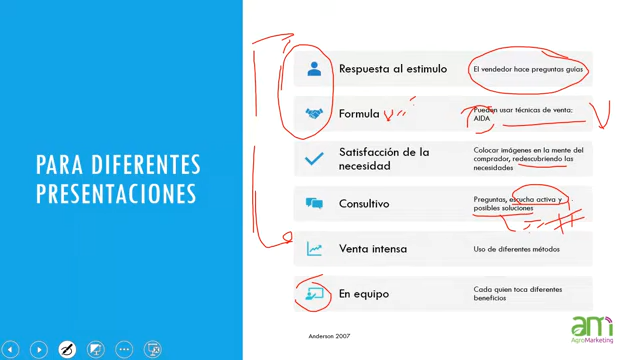 PARA DIFERENTES
PRESENTACIONES
Respuesta al estimulo
El vendedor hace preguntas guías
Formula
Puedan usar técnicas de venta:
AIDA
Satisfacción de la
necesidad
Colocar imágenes en la mente del
comprador, redescubriendo las
necesidades
Consultivo
Preguntas, escucha activa y
posibles soluciones
Venta intensa
Uso de diferentes métodos
En equipo
Cada quien toca diferentes
beneficios
Anderson 2007
ami
AgroMarketing